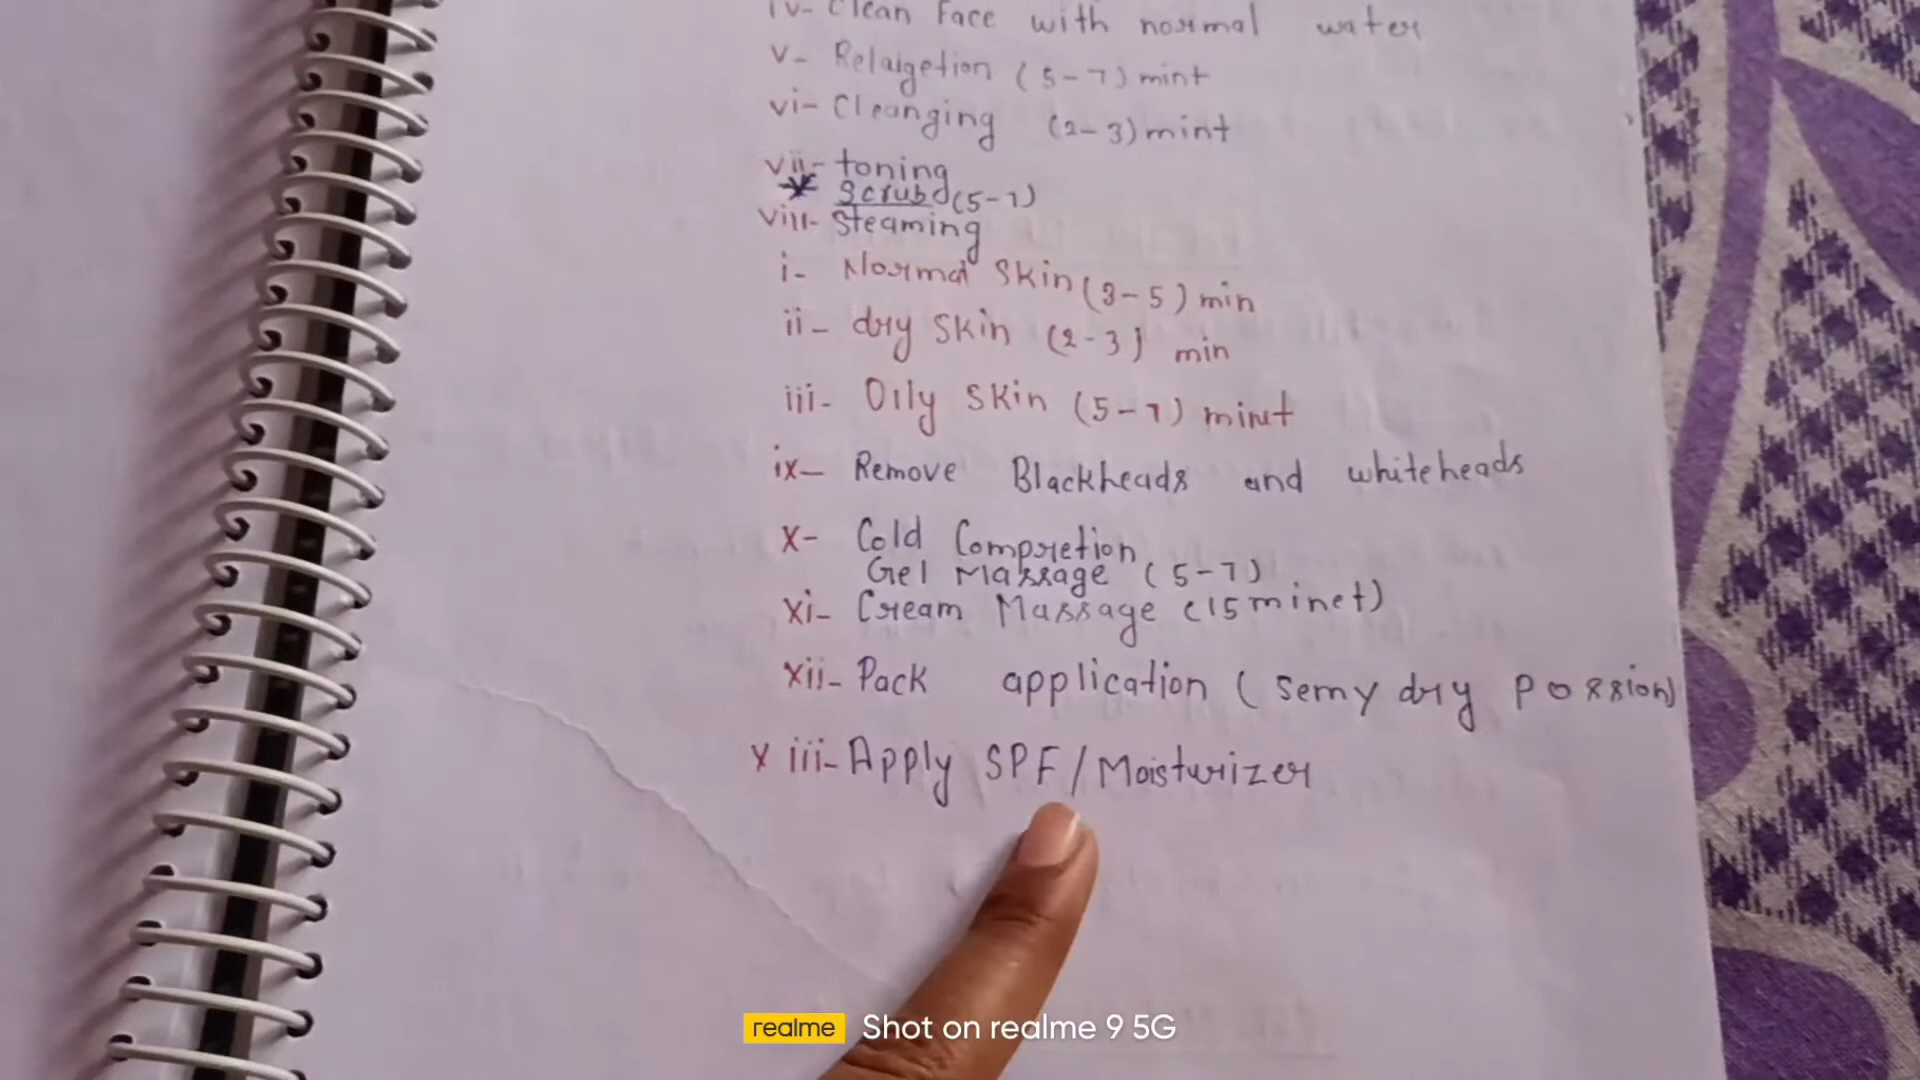 iv- Clean Face with normal water
v- Relaigetion (5-7) mint
vi- Cleanging (2-3) mint
vii- toning
* Scrub (5-7)
viii- Steaming
i- Normal Skin (3-5) min
ii- dry Skin (2-3) min
iii- Oily Skin (5-7) mint
ix- Remove Blackheads and whiteheads
x- Cold Compretion
Gel Massage (5-7)
xi- Cream Massage (15 minet)
xii- Pack application (Semy dry Possion)
xiii- Apply SPF/Moisturizer
realme Shot on realme 9 5G